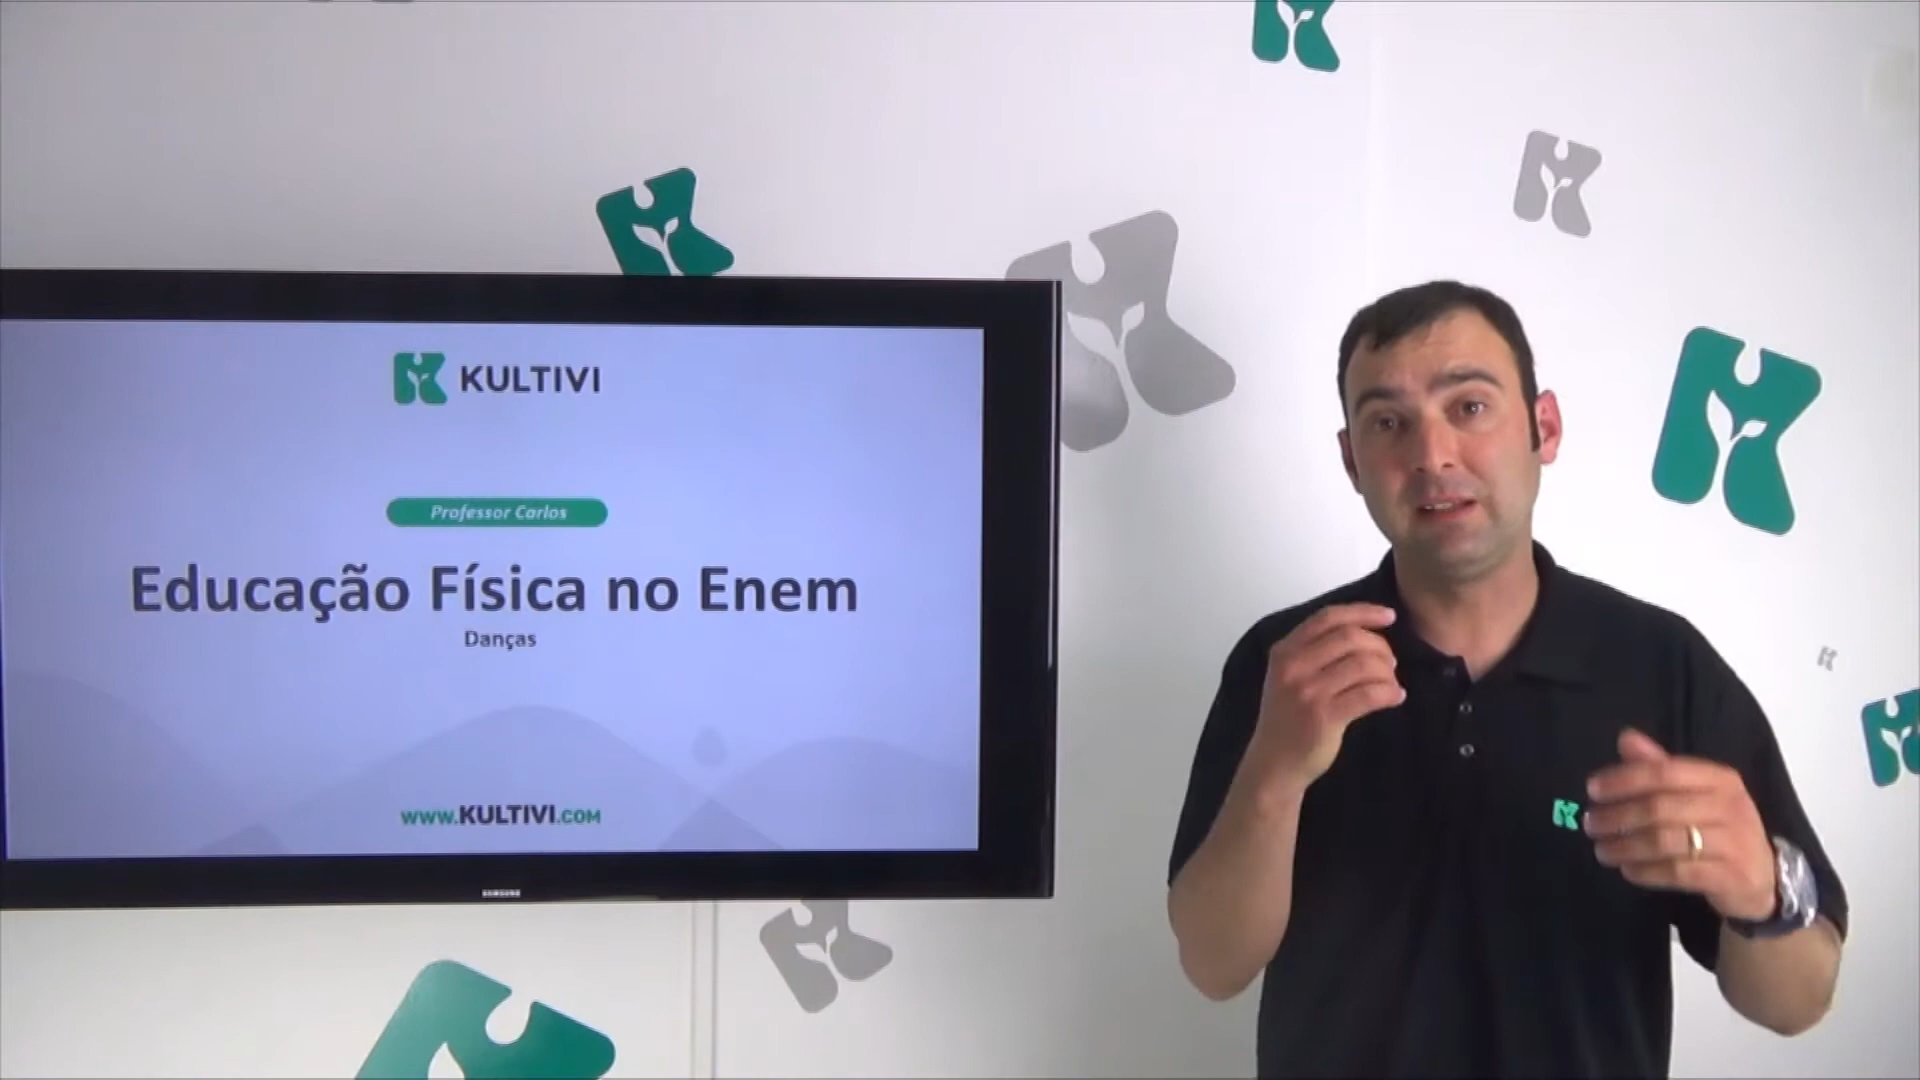 KULTIVI
Professor Carlos
Educação Física no Enem
Danças
WWW.KULTIVI.COM
SAMSUNG